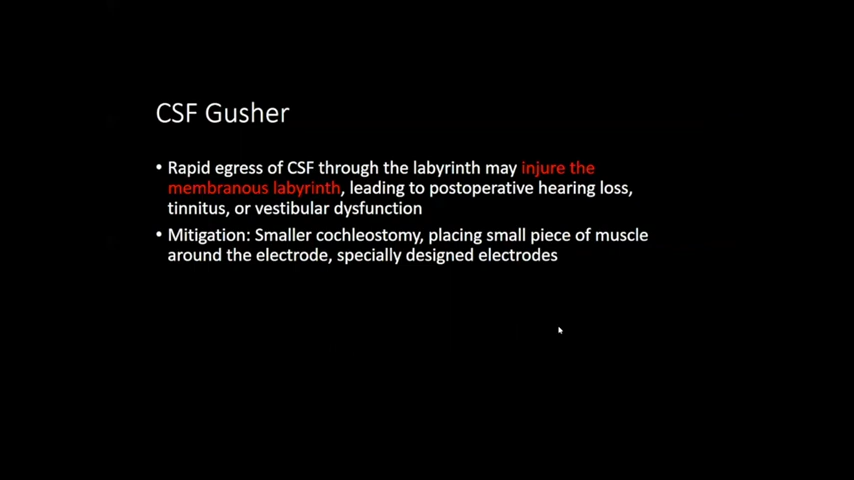 CSF Gusher
• Rapid egress of CSF through the labyrinth may injure the
membranous labyrinth, leading to postoperative hearing loss,
tinnitus, or vestibular dysfunction
• Mitigation: Smaller cochleostomy, placing small piece of muscle
around the electrode, specially designed electrodes